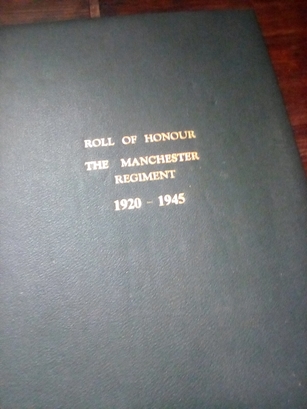 ROLL OF HONOUR
THE MANCHESTER
REGIMENT
1920 - 1945